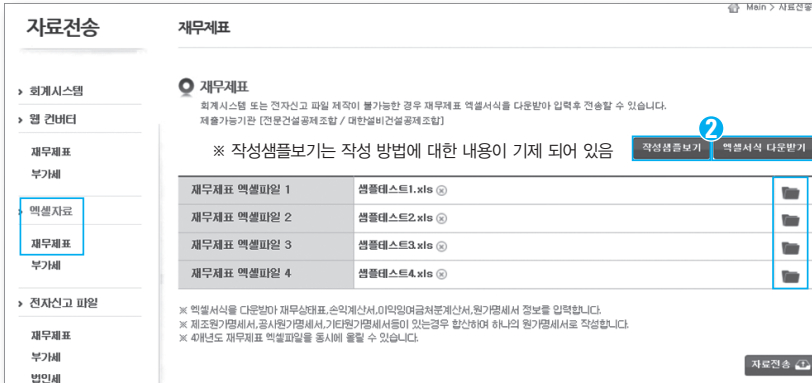 Main > 자료전송
자료전송
재무제표
> 회계시스템
> 웹 컨버터
재무제표
부가세
> 엑셀자료
재무제표
부가세
> 전자신고 파일
재무제표
부가세
법인세
재무제표
회계시스템 또는 전자신고 파일 제작이 불가능한 경우 재무제표 엑셀서식을 다운받아 입력후 전송할 수 있습니다.
제출가능기관 [전문건설공제조합 / 대한설비건설공제조합]
2
※ 작성샘플보기는 작성 방법에 대한 내용이 기제 되어 있음
작성샘플보기 엑셀서식 다운받기
재무제표 엑셀파일 1 샘플테스트1.xls
재무제표 엑셀파일 2 샘플테스트2.xls
재무제표 엑셀파일 3 샘플테스트3.xls
재무제표 엑셀파일 4 샘플테스트4.xls
※ 엑셀서식을 다운받아 재무상태표,손익계산서,이익잉여금처분계산서,원가명세서 정보를 입력합니다.
※ 제조원가명세서,공사원가명세서,기타원가명세서등이 있는경우 합산하여 하나의 원가명세서로 작성합니다.
※ 4개년도 재무제표 엑셀파일을 동시에 올릴 수 있습니다.
자료전송